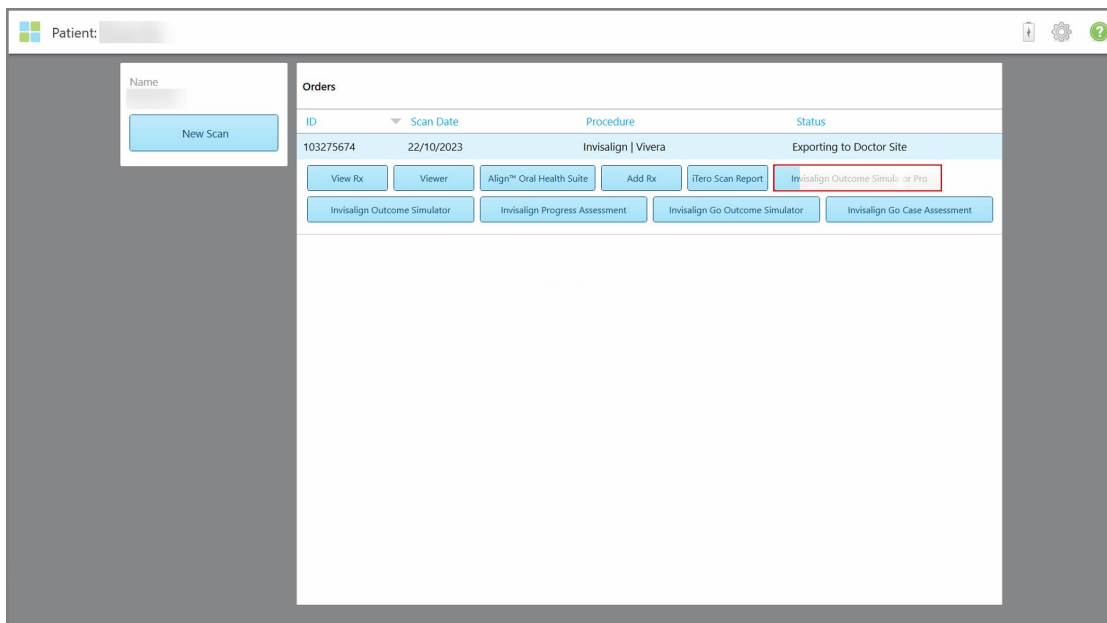 Patient:
Name
New Scan
Orders
ID Scan Date Procedure Status
103275674 22/10/2023 Invisalign | Vivera Exporting to Doctor Site
View Rx Viewer Align™ Oral Health Suite Add Rx iTero Scan Report Invisalign Outcome Simulator Pro
Invisalign Outcome Simulator Invisalign Progress Assessment Invisalign Go Outcome Simulator Invisalign Go Case Assessment